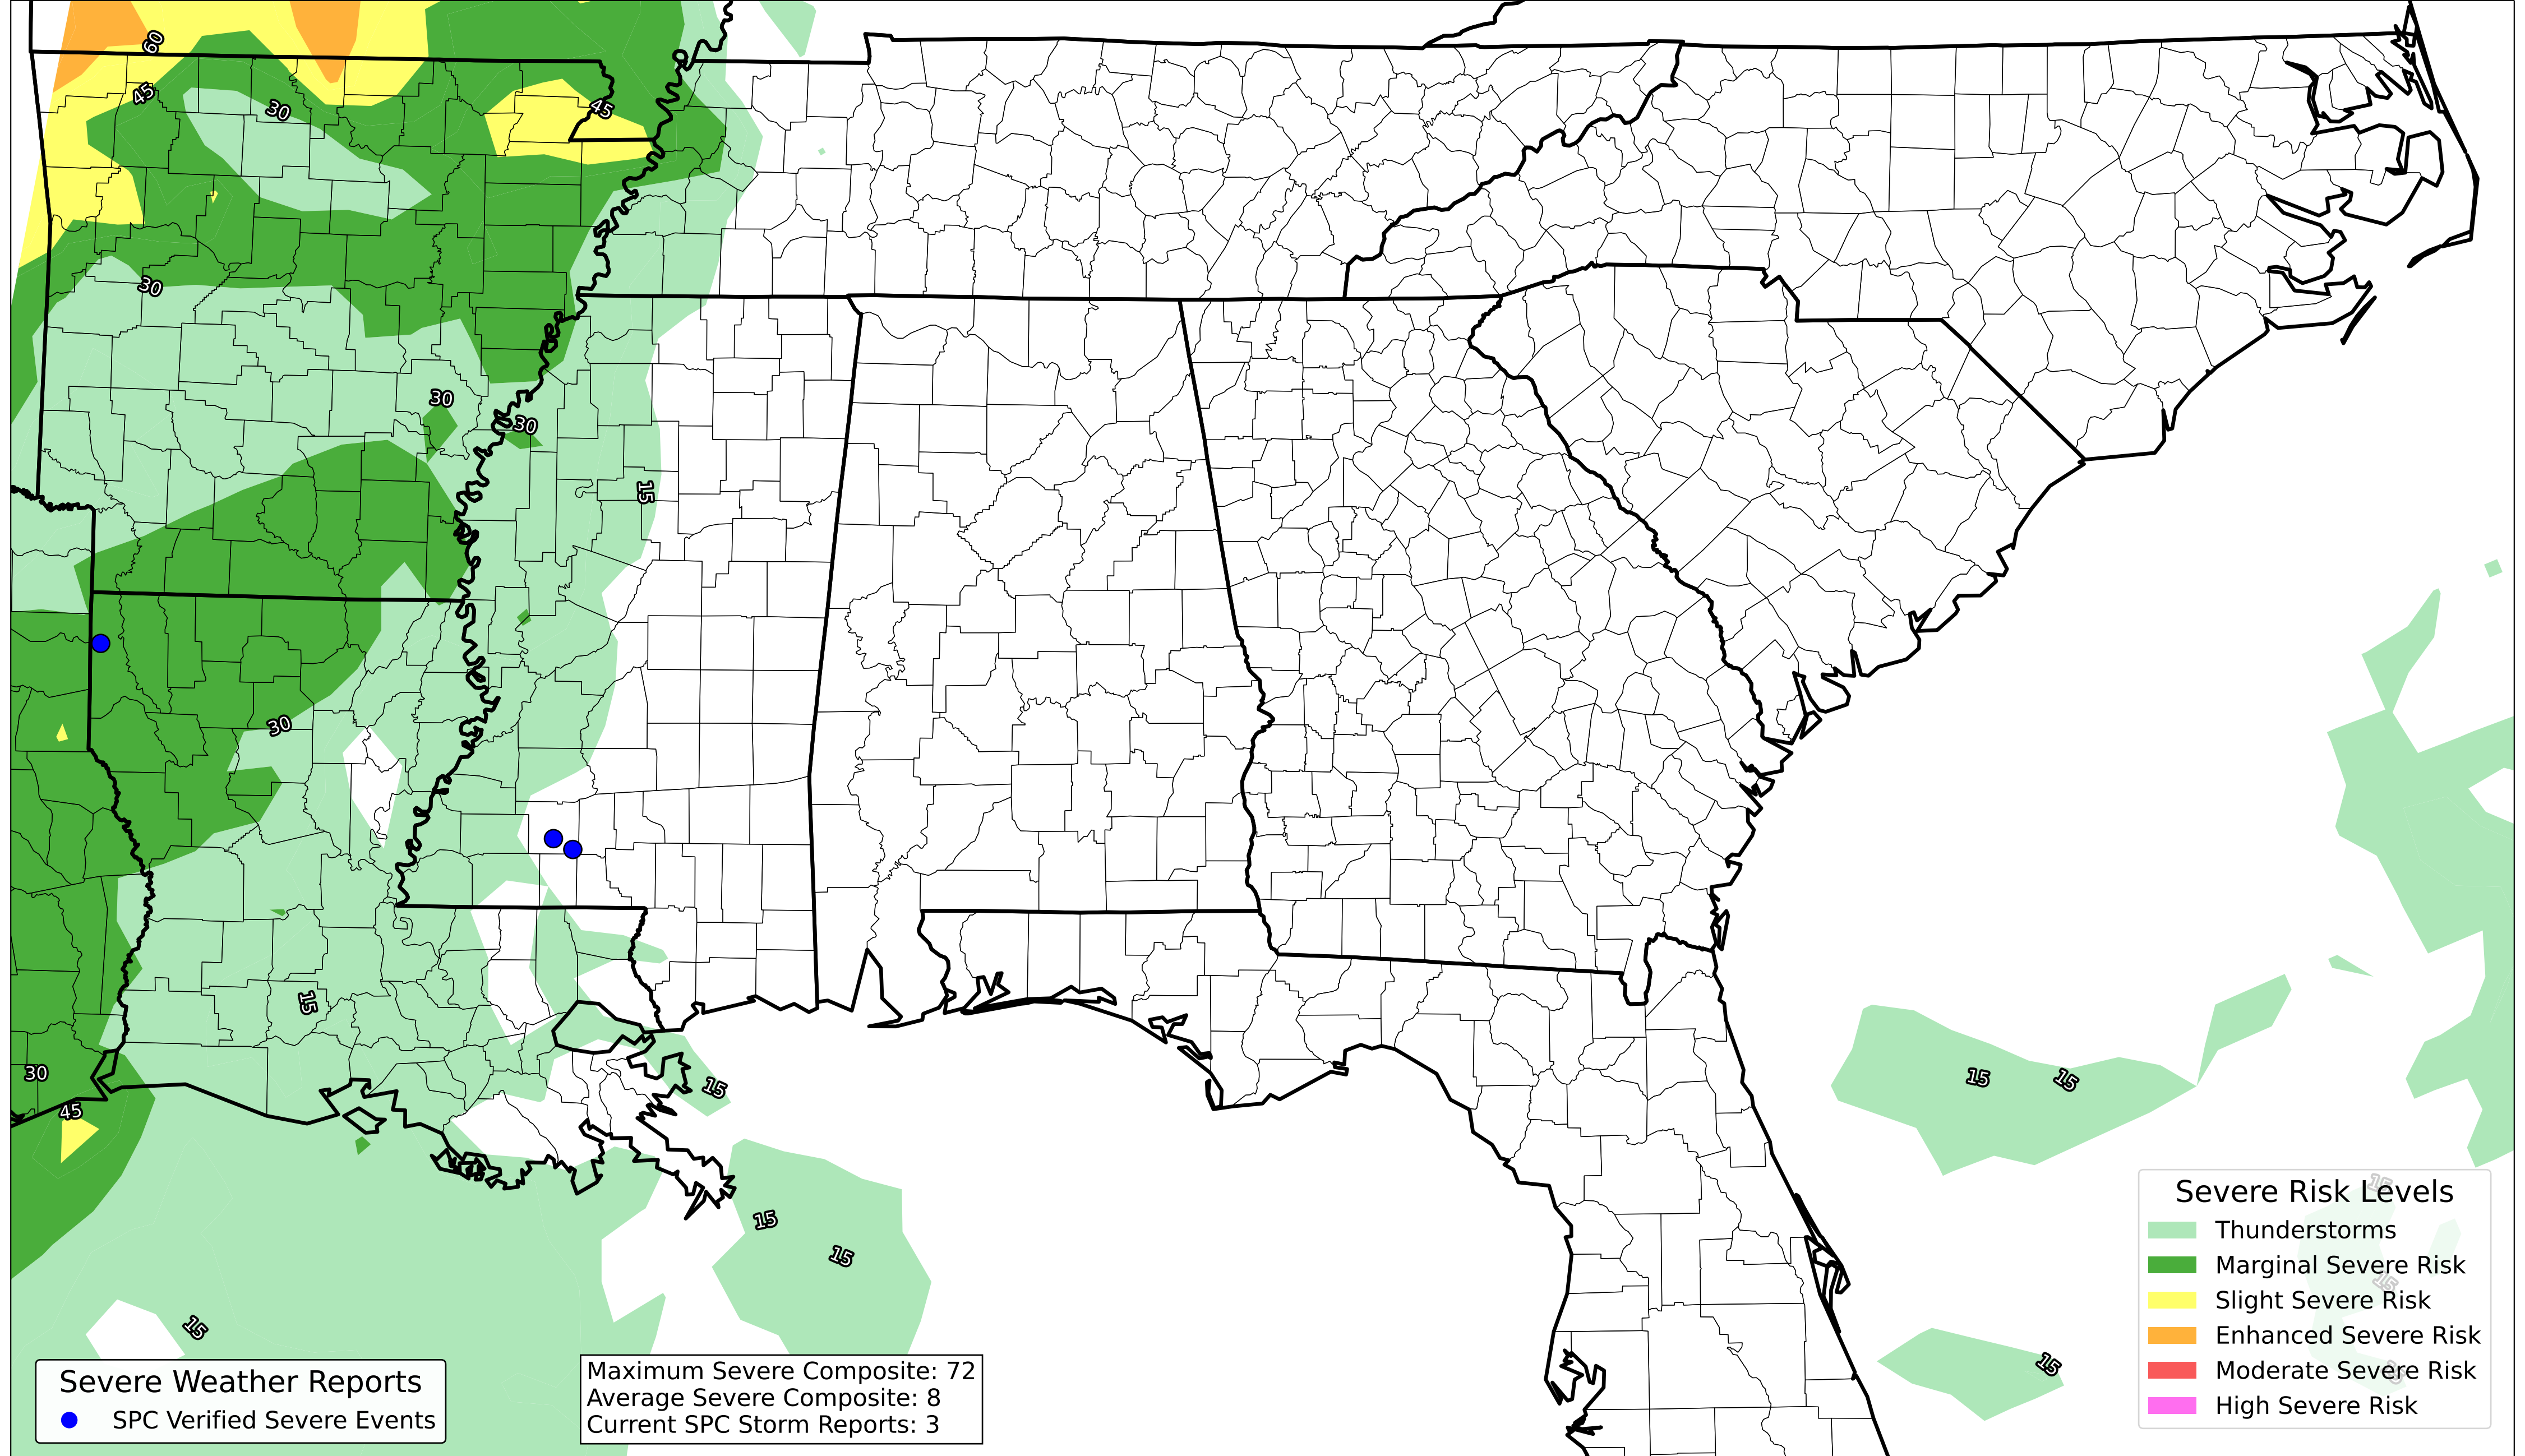 60
45
30
45
30
30
30
15
30
15
30
45
15
15
15
15
15
15
15
15
15
15
Severe Risk Levels
Thunderstorms
Marginal Severe Risk
Slight Severe Risk
Enhanced Severe Risk
Moderate Severe Risk
High Severe Risk
Severe Weather Reports
SPC Verified Severe Events
Maximum Severe Composite: 72
Average Severe Composite: 8
Current SPC Storm Reports: 3